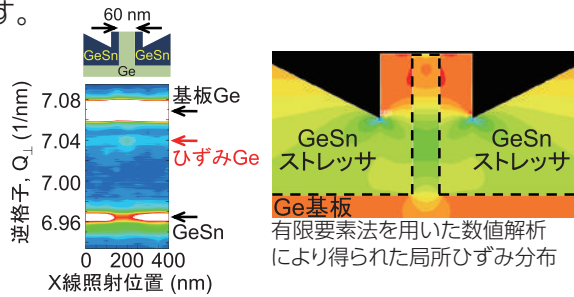 す。
60 nm
GeSn GeSn
Ge
逆格子, Q⊥ (1/nm)
7.08
7.04
7.00
6.96
基板Ge
ひずみGe
GeSn
0 200 400
X線照射位置 (nm)
GeSn
ストレッサ
GeSn
ストレッサ
Ge基板
有限要素法を用いた数値解析
により得られた局所ひずみ分布